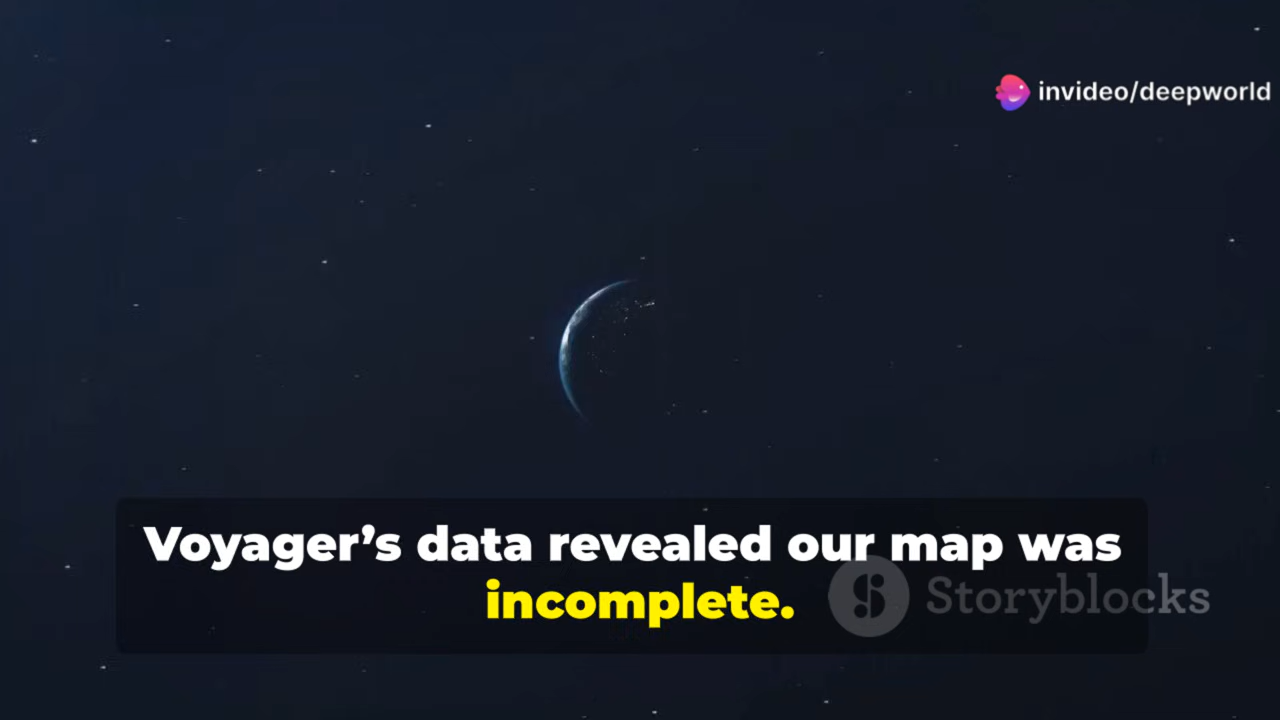 invideo/deepworld
Voyager’s data revealed our map was
incomplete.
Storyblocks